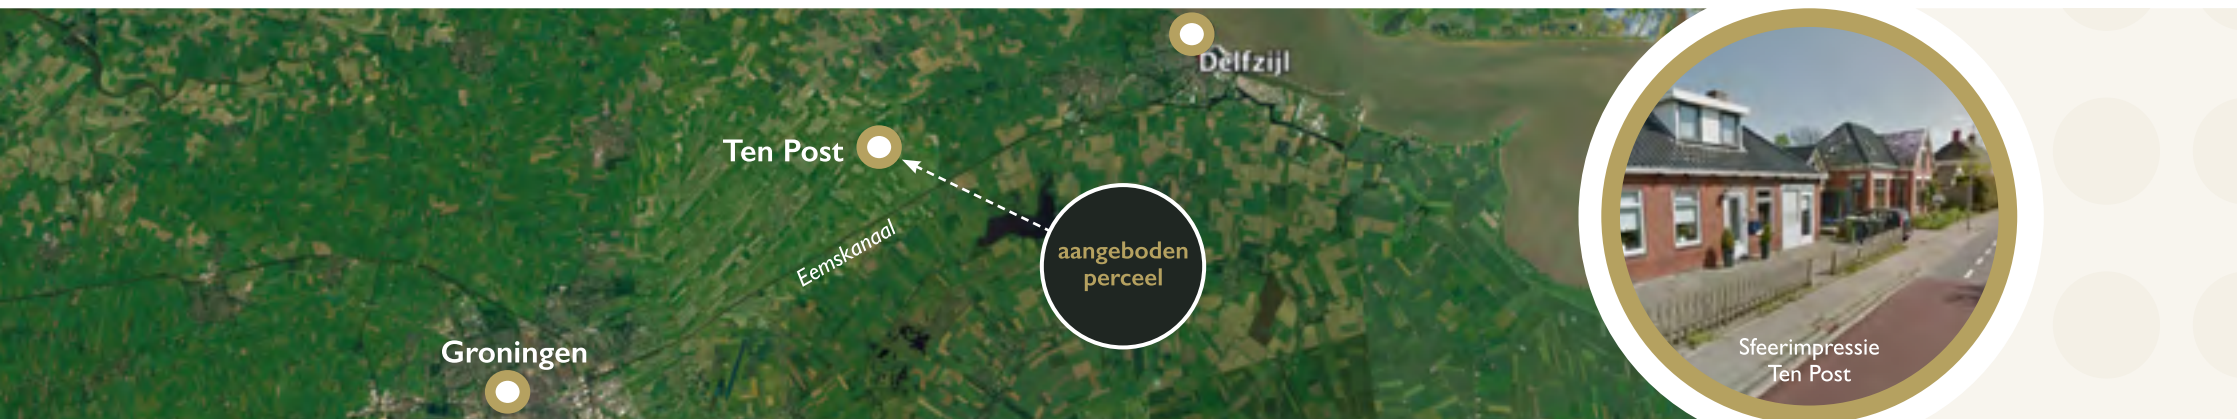 Delfzijl
Ten Post
Eemskanaal
aangeboden
perceel
Groningen
Sfeerimpressie
Ten Post